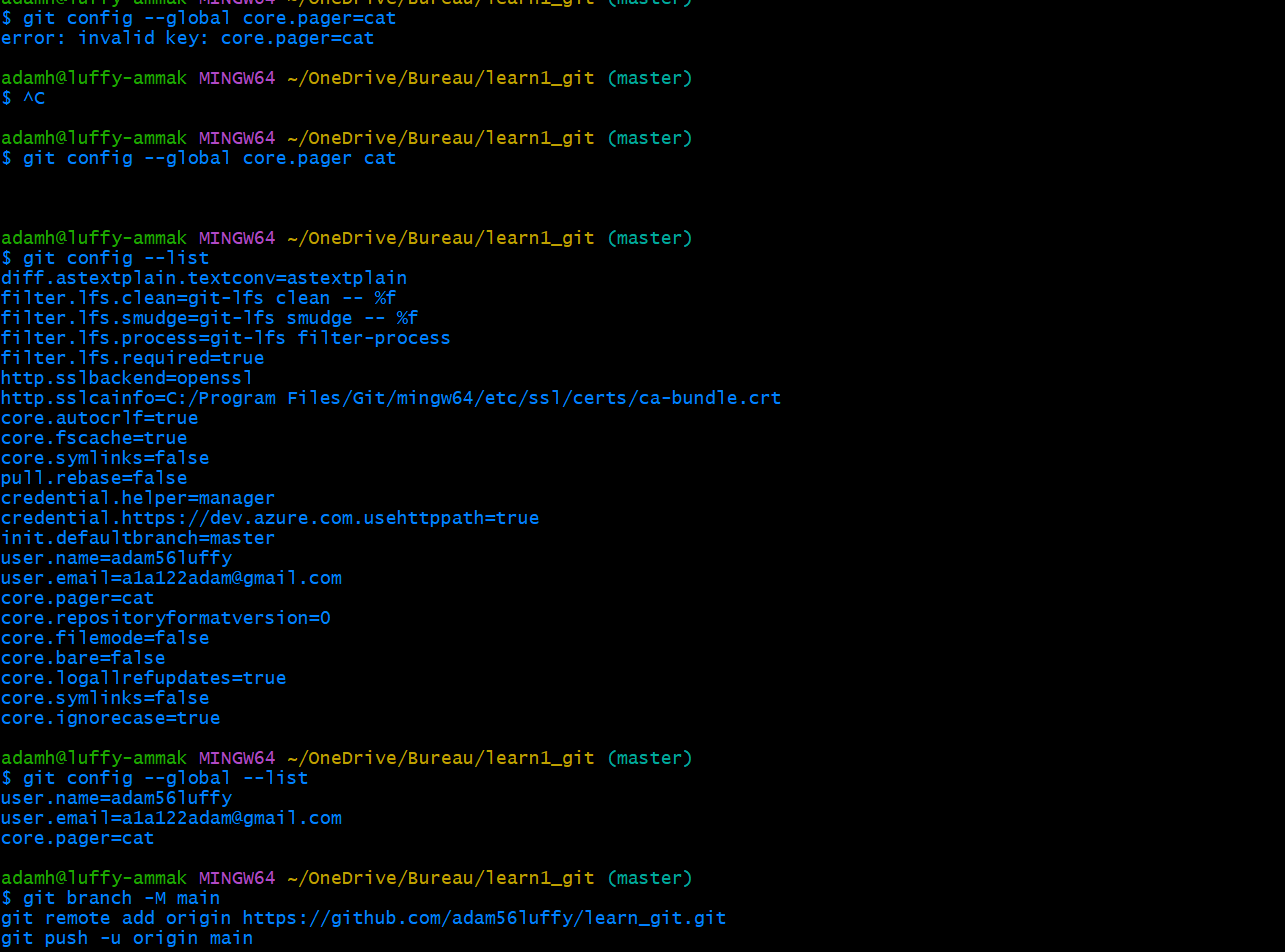 adamh@luffy-ammak MINGW64 ~/OneDrive/Bureau/learn1_git (master)
$ git config --global core.pager=cat
error: invalid key: core.pager=cat
adamh@luffy-ammak MINGW64 ~/OneDrive/Bureau/learn1_git (master)
$ ^C
adamh@luffy-ammak MINGW64 ~/OneDrive/Bureau/learn1_git (master)
$ git config --global core.pager cat
adamh@luffy-ammak MINGW64 ~/OneDrive/Bureau/learn1_git (master)
$ git config --list
diff.astextplain.textconv=astextplain
filter.lfs.clean=git-lfs clean -- %f
filter.lfs.smudge=git-lfs smudge -- %f
filter.lfs.process=git-lfs filter-process
filter.lfs.required=true
http.sslbackend=openssl
http.sslcainfo=C:/Program Files/Git/mingw64/etc/ssl/certs/ca-bundle.crt
core.autocrlf=true
core.fscache=true
core.symlinks=false
pull.rebase=false
credential.helper=manager
credential.https://dev.azure.com.usehttppath=true
init.defaultbranch=master
user.name=adam56luffy
user.email=a1a122adam@gmail.com
core.pager=cat
core.repositoryformatversion=0
core.filemode=false
core.bare=false
core.logallrefupdates=true
core.symlinks=false
core.ignorecase=true
adamh@luffy-ammak MINGW64 ~/OneDrive/Bureau/learn1_git (master)
$ git config --global --list
user.name=adam56luffy
user.email=a1a122adam@gmail.com
core.pager=cat
adamh@luffy-ammak MINGW64 ~/OneDrive/Bureau/learn1_git (master)
$ git branch -M main
git remote add origin https://github.com/adam56luffy/learn_git.git
git push -u origin main